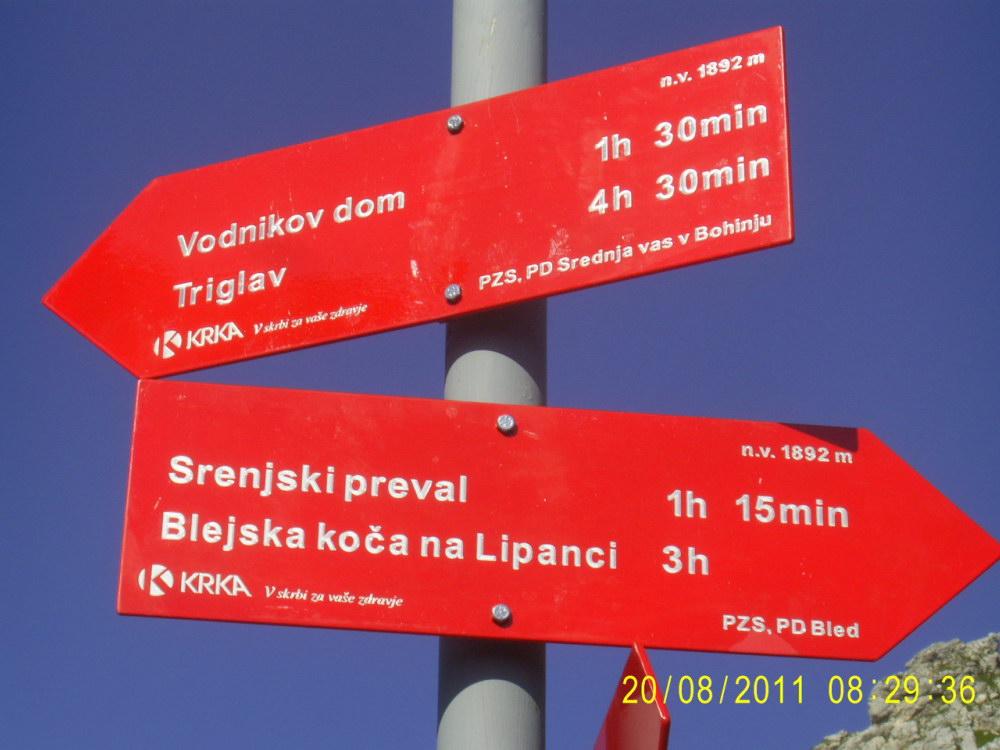 n.v. 1892 m
Vodnikov dom 1h 30min
Triglav 4h 30min
KRKA V skrbi za vaše zdravje PZS, PD Srednja vas v Bohinju
n.v. 1892 m
Srenjski preval 1h 15min
Blejska koča na Lipanci 3h
KRKA V skrbi za vaše zdravje PZS, PD Bled
20/08/2011 08:29:36